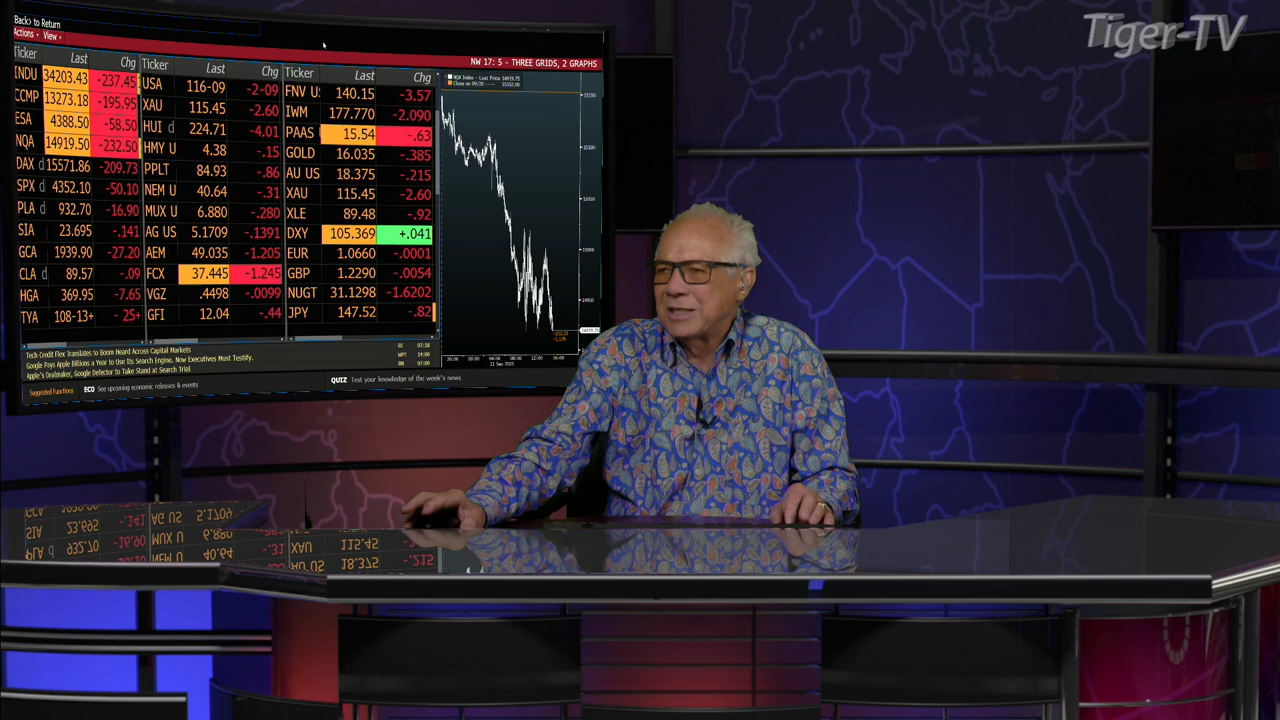 Back> to Return
Tiger-TV
Actions View
NW 17: 5 - THREE GRIDS, 2 GRAPHS
Ticker Last Chg Ticker Last Chg Ticker Last Chg
INDU 34203.43 -237.45 USA 116-09 -2-09 FNV U 140.15 -3.57
CCMP 13273.18 -195.95 XAU 115.45 -2.60 IWM 177.770 -2.090
ESA 4388.50 -58.50 HUI d 224.71 -4.01 PAAS 15.54 -.63
NQA 14919.50 -232.50 HMY U 4.38 -.15 GOLD 16.035 -.385
DAX d 15571.86 -209.73 PPLT 84.93 -.86 AU US 18.375 -.215
SPX d 4352.10 -50.10 NEM U 40.64 -.31 XAU 115.45 -2.60
PLA d 932.70 -16.90 MUX U 6.880 -.280 XLE 89.48 -.92
SIA 23.695 -.141 AG US 5.1709 -.1391 DXY 105.369 +.041
GCA 1939.90 -27.20 AEM 49.035 -1.205 EUR 1.0660 -.0001
CLA d 89.57 -.09 FCX 37.445 -1.245 GBP 1.2290 -.0054
HGA 369.95 -7.65 VGZ .4498 -.0099 NUGT 31.1298 -1.6202
TYA 108-13+ -25+ GFI 12.04 -.44 JPY 147.52 -.82
NQA Index - Last Price 14919.75
21 Sep 2023
Tech-Credit Flex Translates to Boom Heard Across Capital Markets
Google Pays Apple Billions a Year to Use Its Search Engine. Now Executives Must Testify.
Apple's Dealmaker, Google Defector to Take Stand at Search Trial
Suggested Functions ECO See upcoming economic releases & events QUIZ Test your knowledge of the week's news